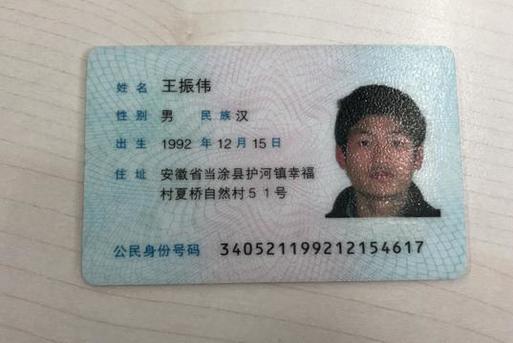 姓名 王振伟
性别 男 民族 汉
出生 1992 年 12 月 15 日
住址 安徽省当涂县护河镇幸福
村夏桥自然村51号
公民身份号码 340521199212154617